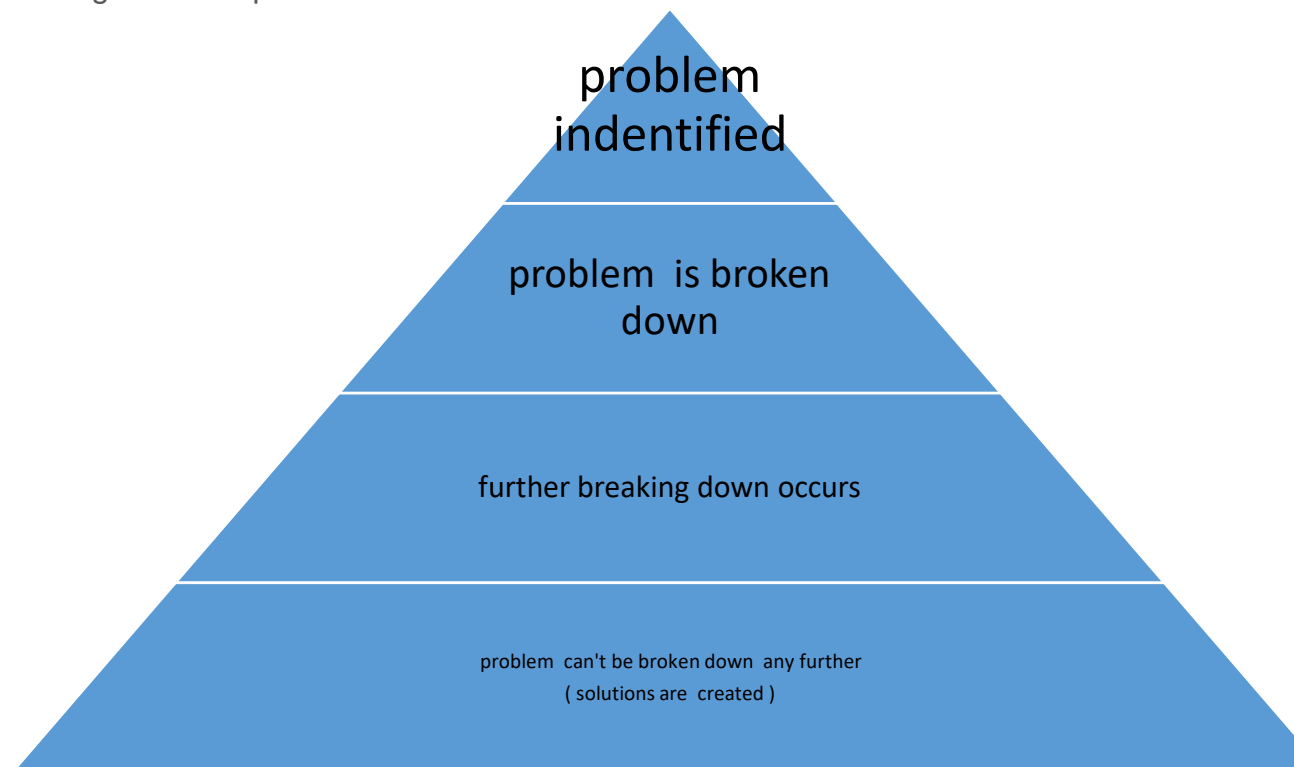 problem
indentified
problem  is broken
down
further breaking down occurs
problem  can't be broken down  any further
( solutions are  created )